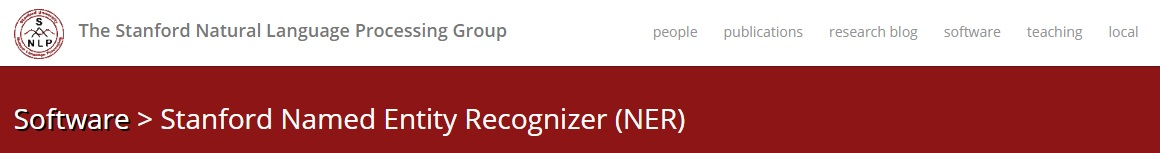 S
NLP
The Stanford Natural Language Processing Group
people publications research blog software teaching local
Software > Stanford Named Entity Recognizer (NER)